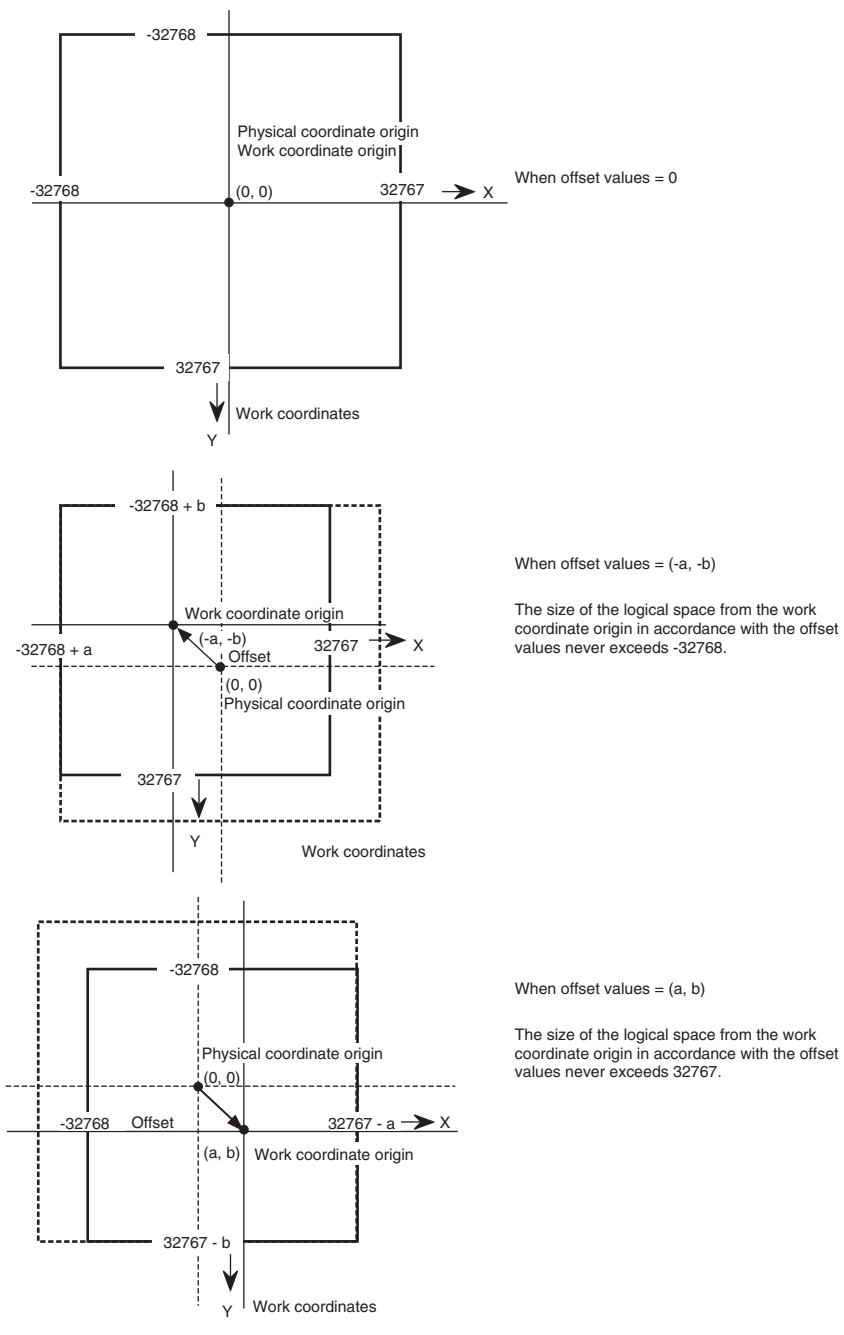 -32768
Physical coordinate origin
Work coordinate origin
When offset values = 0
-32768
(0, 0)
32767
X
32767
Work coordinates
Y
-32768 + b
When offset values = (-a, -b)
Work coordinate origin
The size of the logical space from the work
coordinate origin in accordance with the offset
values never exceeds -32768.
(-a, -b)
32767
X
-32768 + a
Offset
(0, 0)
Physical coordinate origin
32767
Y
Work coordinates
-32768
When offset values = (a, b)
The size of the logical space from the work
coordinate origin in accordance with the offset
values never exceeds 32767.
Physical coordinate origin
(0, 0)
-32768
Offset
32767 - a
X
(a, b)
Work coordinate origin
32767 - b
Y
Work coordinates